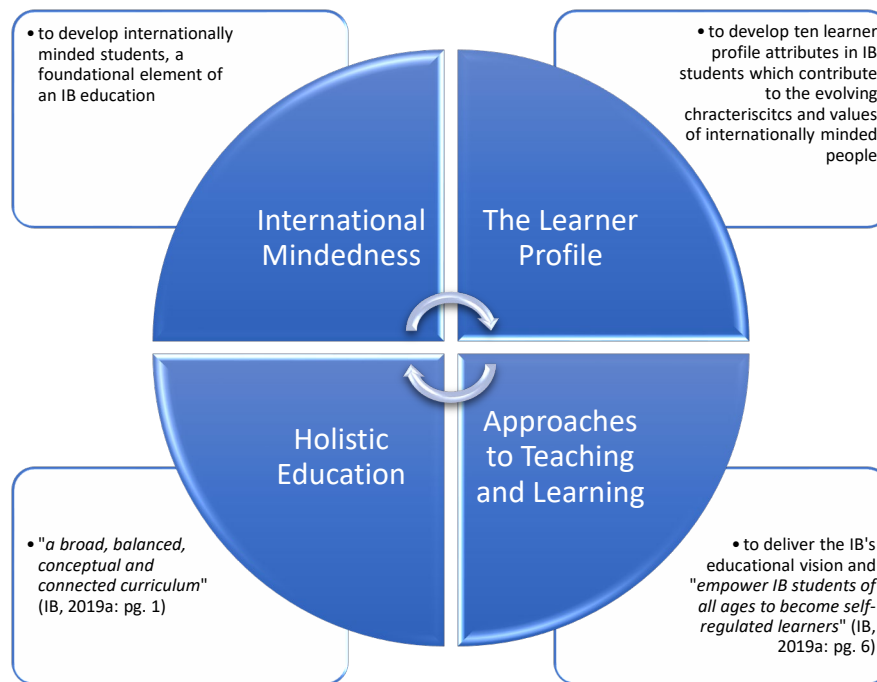 • to develop internationally
minded students, a
foundational element of
an IB education
• to develop ten learner
profile attributes in IB
students which contribute
to the evolving
chracteriscitcs and values
of internationally minded
people
International
Mindedness
The Learner
Profile
Holistic
Education
Approaches
to Teaching
and Learning
• "a broad, balanced,
conceptual and
connected curriculum"
(IB, 2019a: pg. 1)
• to deliver the IB's
educational vision and
"empower IB students of
all ages to become self-
regulated learners" (IB,
2019a: pg. 6)